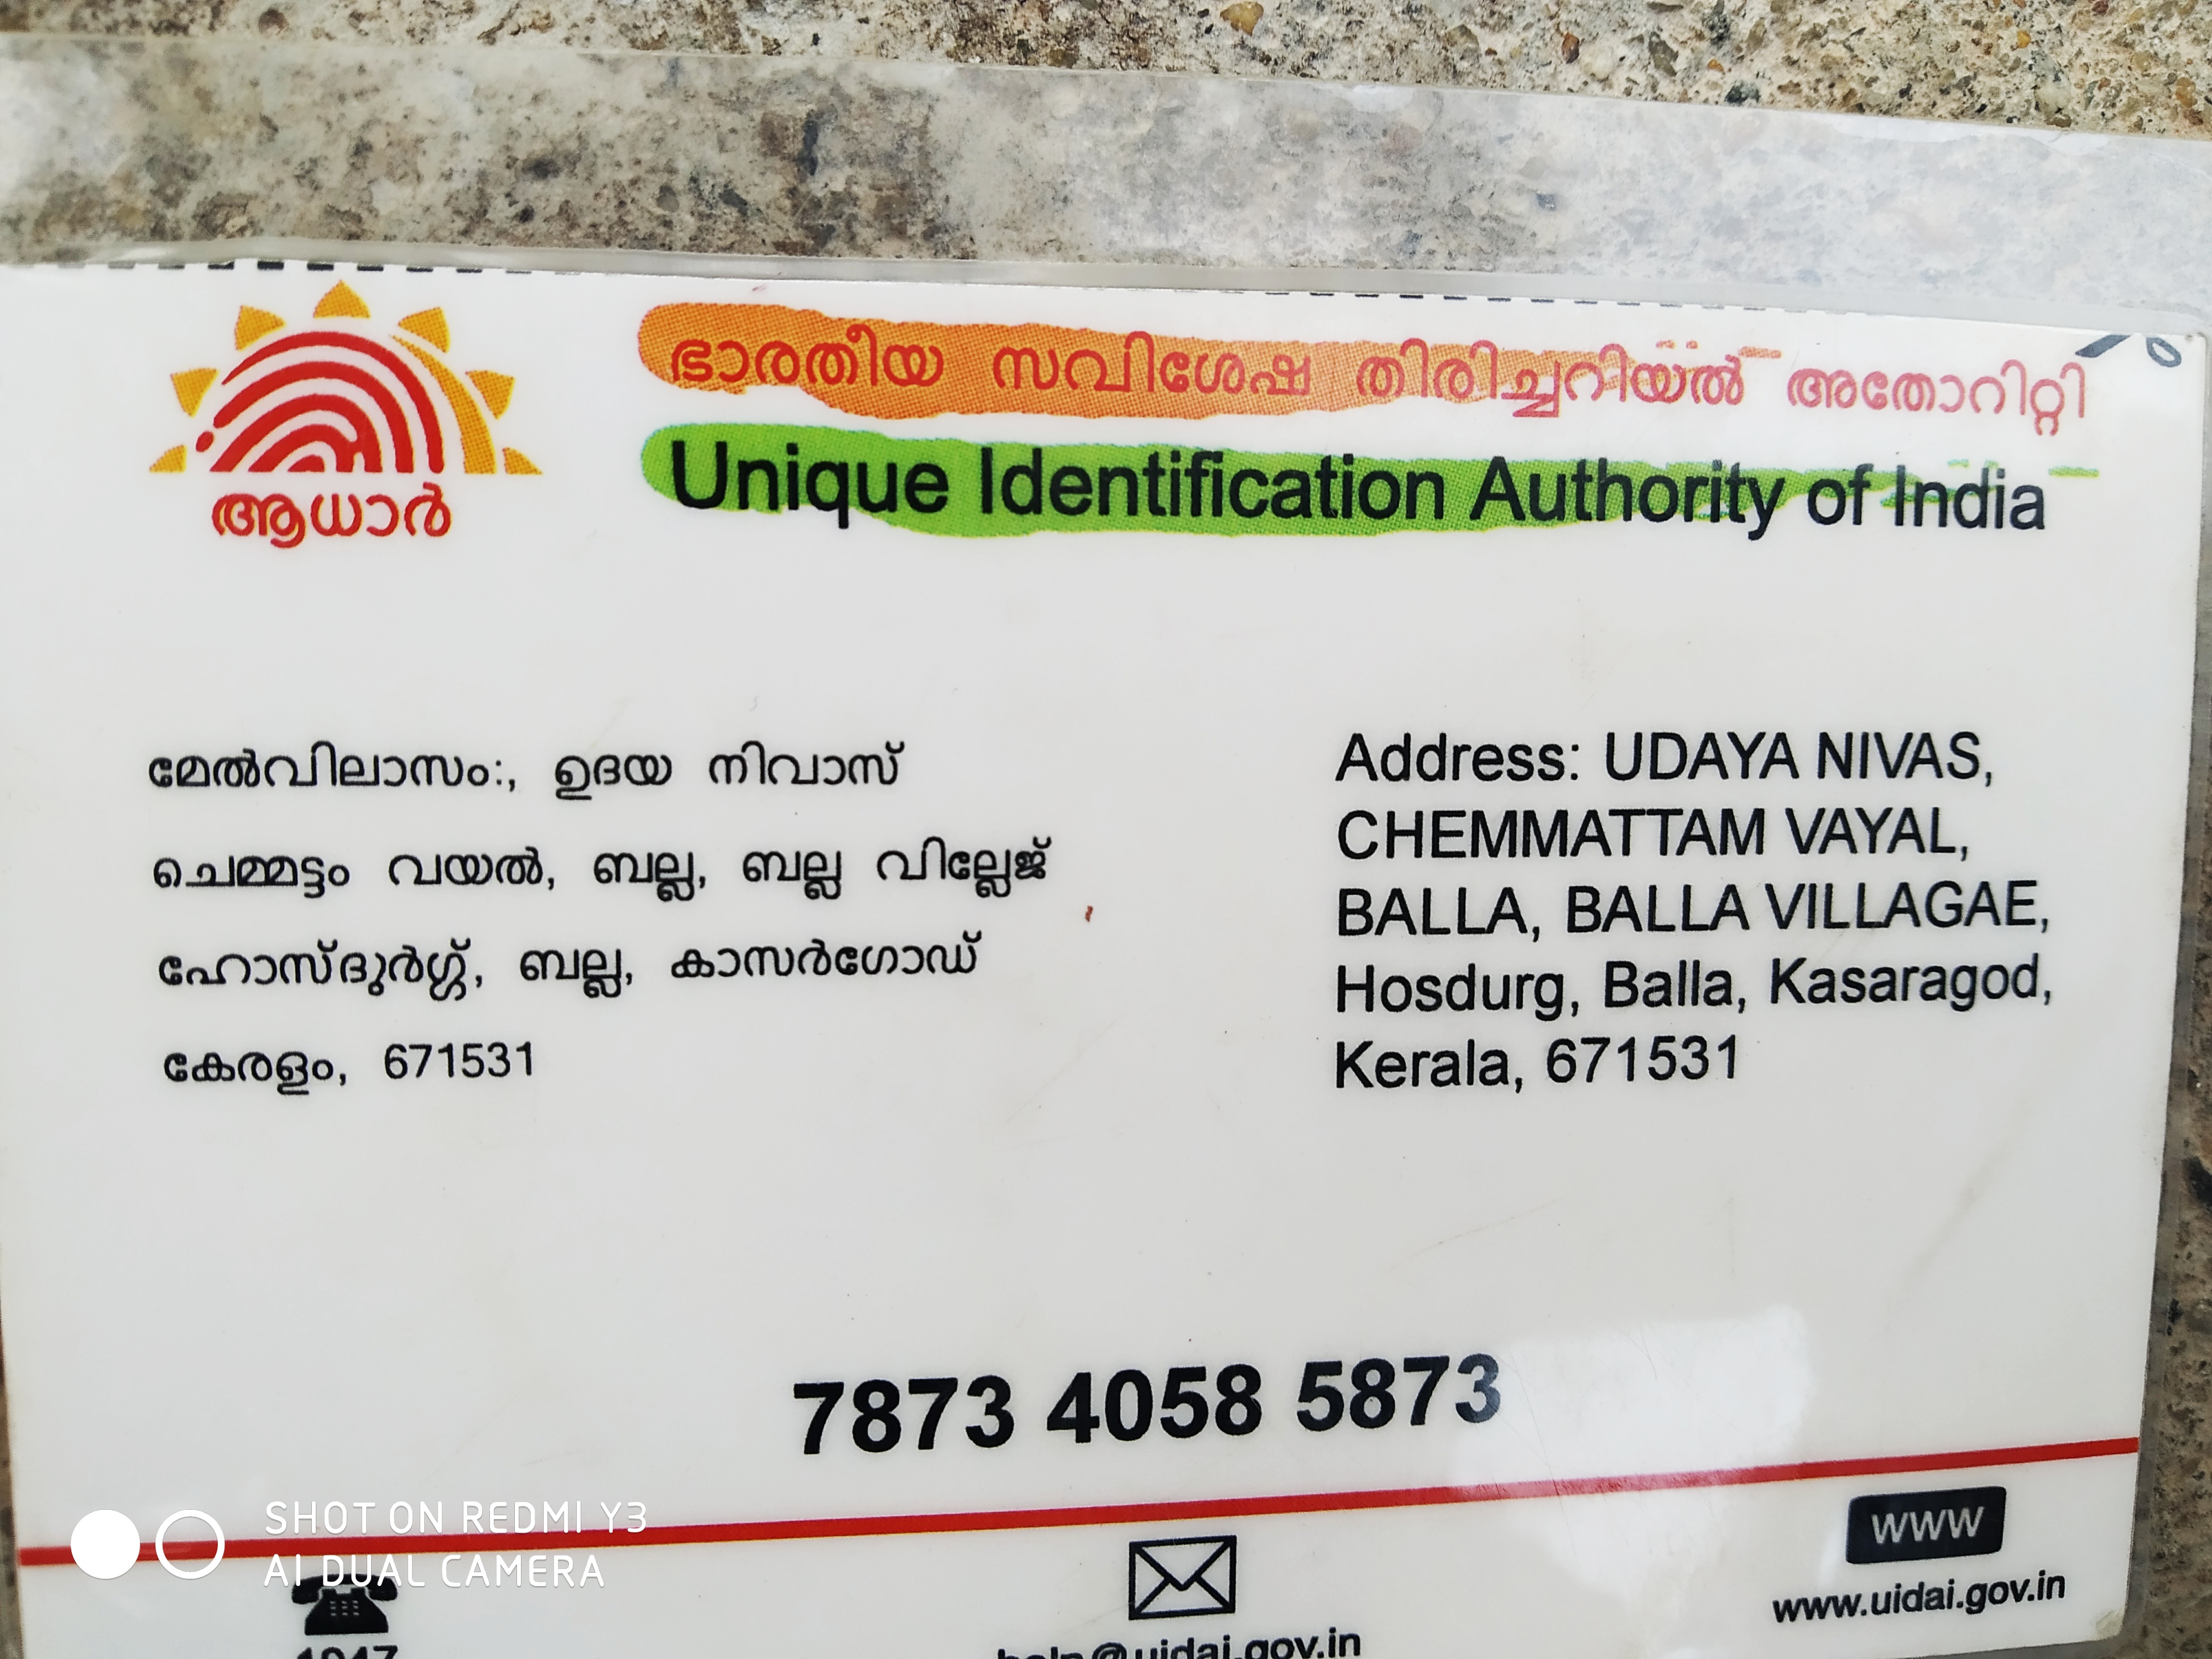 ഭാരതീയ സവിശേഷ തിരിച്ചറിയൽ അതോറിറ്റി
Unique Identification Authority of India
ആധാർ
മേൽവിലാസം:, ഉദയ നിവാസ്
ചെമ്മട്ടം വയൽ, ബല്ല, ബല്ല വില്ലേജ്
ഹോസ്ദുർഗ്ഗ്, ബല്ല, കാസർഗോഡ്
കേരളം, 671531
Address: UDAYA NIVAS,
CHEMMATTAM VAYAL,
BALLA, BALLA VILLAGAE,
Hosdurg, Balla, Kasaragod,
Kerala, 671531
7873 4058 5873
SHOT ON REDMI Y3
AI DUAL CAMERA
1947
help@uidai.gov.in
WWW
www.uidai.gov.in